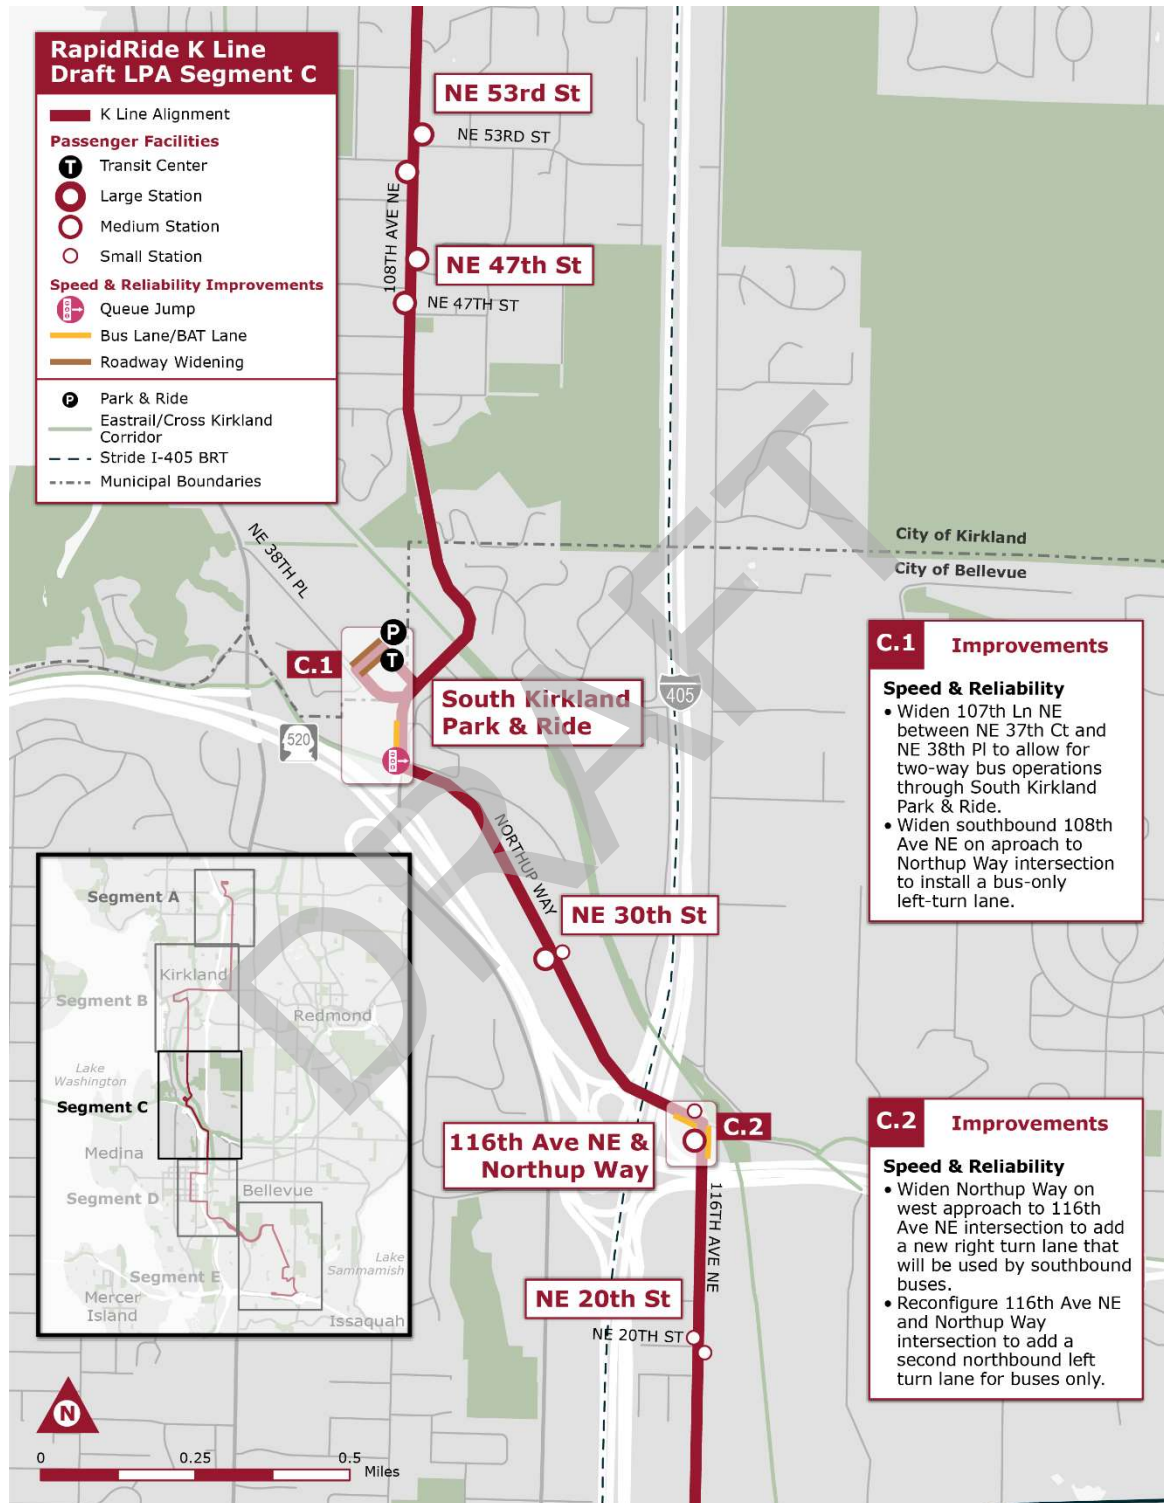 RapidRide K Line
Draft LPA Segment C
K Line Alignment
Passenger Facilities
T
Transit Center
Large Station
Medium Station
Small Station
Speed & Reliability Improvements
Queue Jump
Bus Lane/BAT Lane
Roadway Widening
P
Park & Ride
Eastrail/Cross Kirkland
Corridor
Stride I-405 BRT
Municipal Boundaries
NE 53rd St
NE 53RD ST
108TH AVE NE
NE 47th St
NE 47TH ST
NE 38TH PL
City of Kirkland
City of Bellevue
P
T
C.1
South Kirkland
Park & Ride
405
520
NORTHUP WAY
NE 30th St
C.2
116th Ave NE &
Northup Way
116TH AVE NE
NE 20th St
NE 20TH ST
DRAFT
C.1
Improvements
Speed & Reliability
• Widen 107th Ln NE
between NE 37th Ct and
NE 38th Pl to allow for
two-way bus operations
through South Kirkland
Park & Ride.
• Widen southbound 108th
Ave NE on aproach to
Northup Way intersection
to install a bus-only
left-turn lane.
C.2
Improvements
Speed & Reliability
• Widen Northup Way on
west approach to 116th
Ave NE intersection to add
a new right turn lane that
will be used by southbound
buses.
• Reconfigure 116th Ave NE
and Northup Way
intersection to add a
second northbound left
turn lane for buses only.
Segment A
Kirkland
Segment B
Redmond
Lake
Washington
Segment C
Medina
Segment D
Bellevue
Lake
Sammamish
Segment E
Mercer
Island
Issaquah
N
0
0.25
0.5
Miles